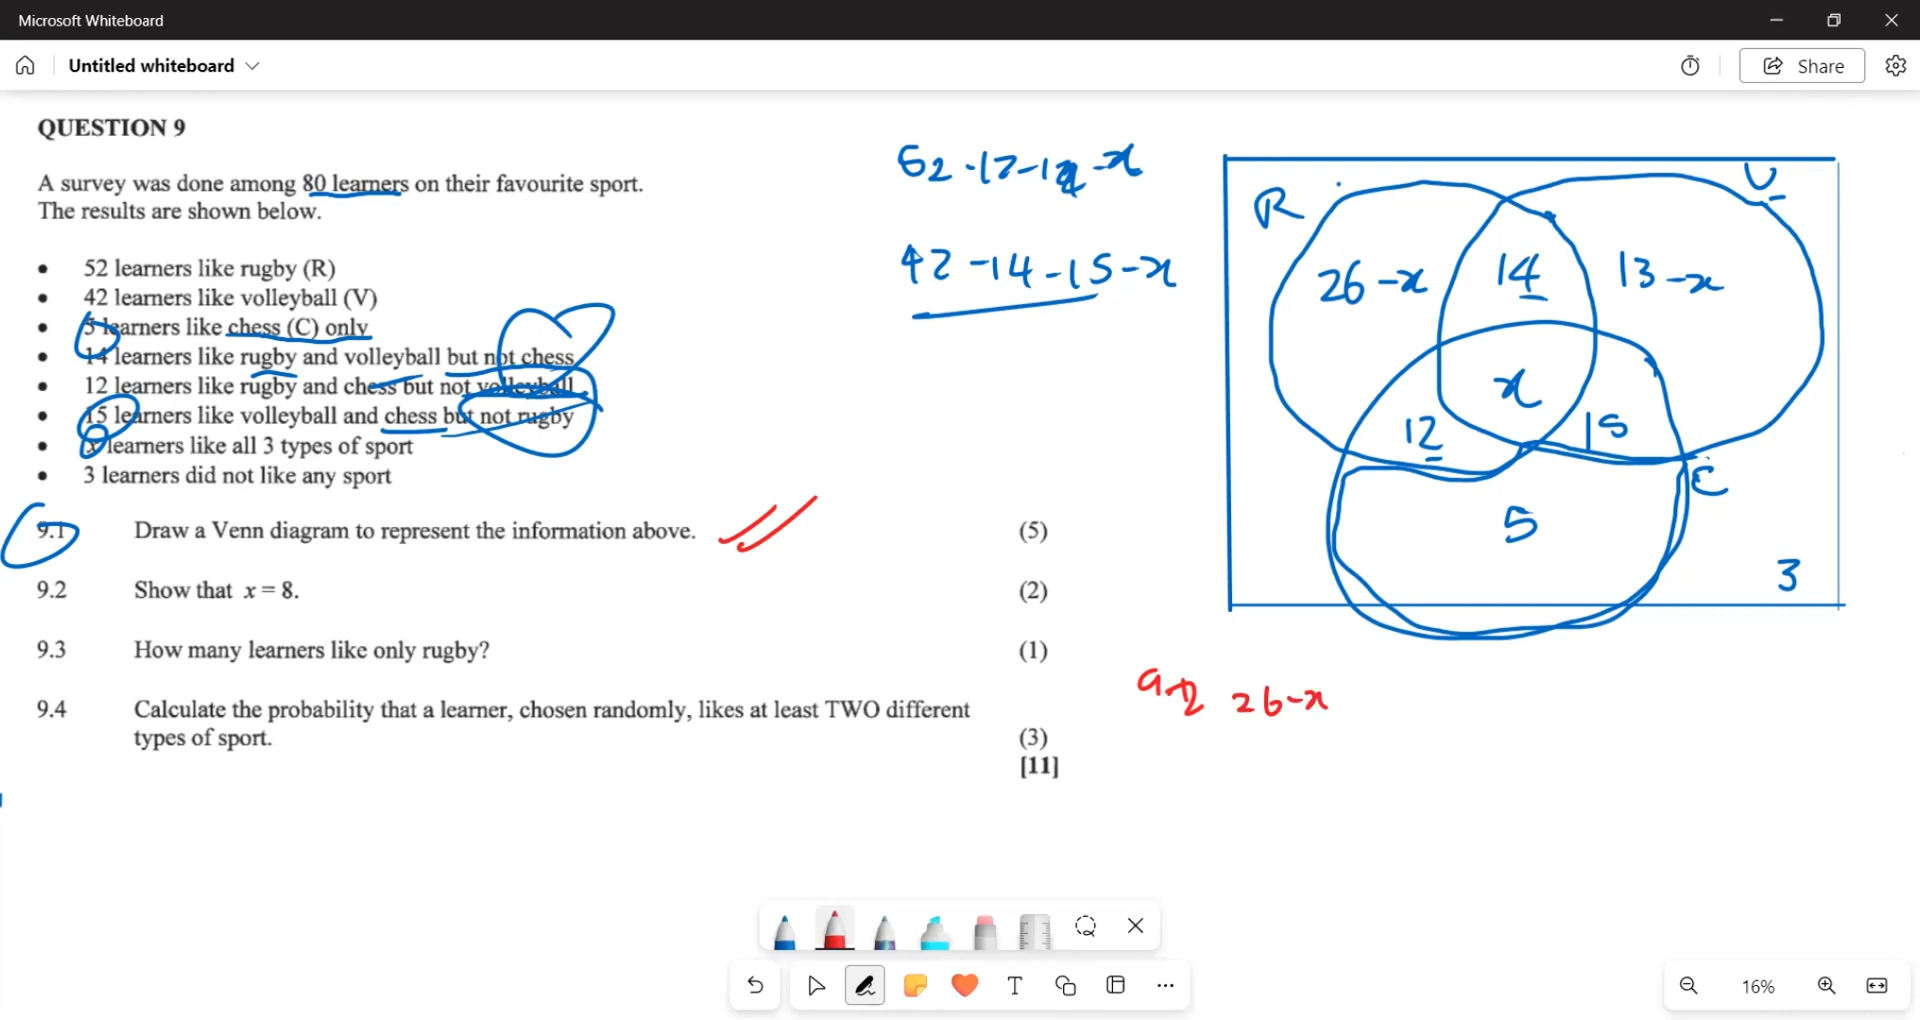 Microsoft Whiteboard
Untitled whiteboard
Share
QUESTION 9
A survey was done among 80 learners on their favourite sport.
The results are shown below.
• 52 learners like rugby (R)
• 42 learners like volleyball (V)
• 5 learners like chess (C) only
• 14 learners like rugby and volleyball but not chess
• 12 learners like rugby and chess but not volleyball
• 15 learners like volleyball and chess but not rugby
• x learners like all 3 types of sport
• 3 learners did not like any sport
9.1 Draw a Venn diagram to represent the information above. (5)
9.2 Show that x = 8. (2)
9.3 How many learners like only rugby? (1)
9.4 Calculate the probability that a learner, chosen randomly, likes at least TWO different
types of sport. (3)
[11]
42 -14 -15 -x
R
V
26 -x
14
13 -x
x
12
15
C
5
3
26-x
16%